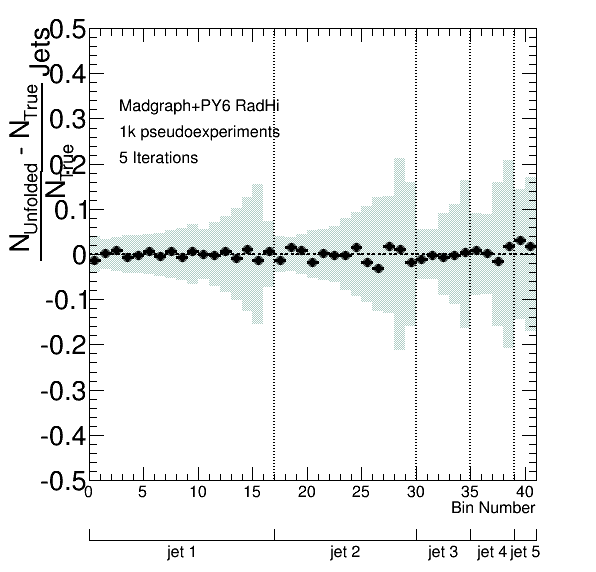 N_Unfolded - N_True Jets
N_True
0.5
0.4
0.3
0.2
0.1
0
-0.1
-0.2
-0.3
-0.4
-0.5
Madgraph+PY6 RadHi
1k pseudoexperiments
5 Iterations
0 5 10 15 20 25 30 35 40
Bin Number
jet 1 jet 2 jet 3 jet 4 jet 5